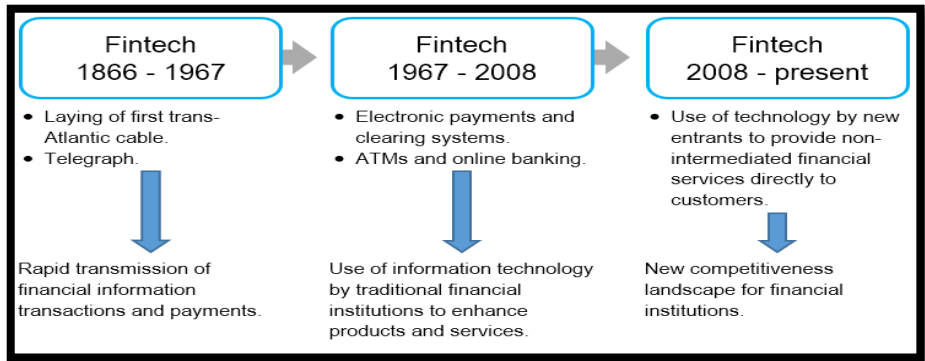 Fintech
1866 - 1967
Fintech
1967 - 2008
Fintech
2008 - present
• Laying of first trans-
Atlantic cable.
• Telegraph.
• Electronic payments and
clearing systems.
• ATMs and online banking.
• Use of technology by new
entrants to provide non-
intermediated financial
services directly to
customers.
Rapid transmission of
financial information
transactions and payments.
Use of information technology
by traditional financial
institutions to enhance
products and services.
New competitiveness
landscape for financial
institutions.